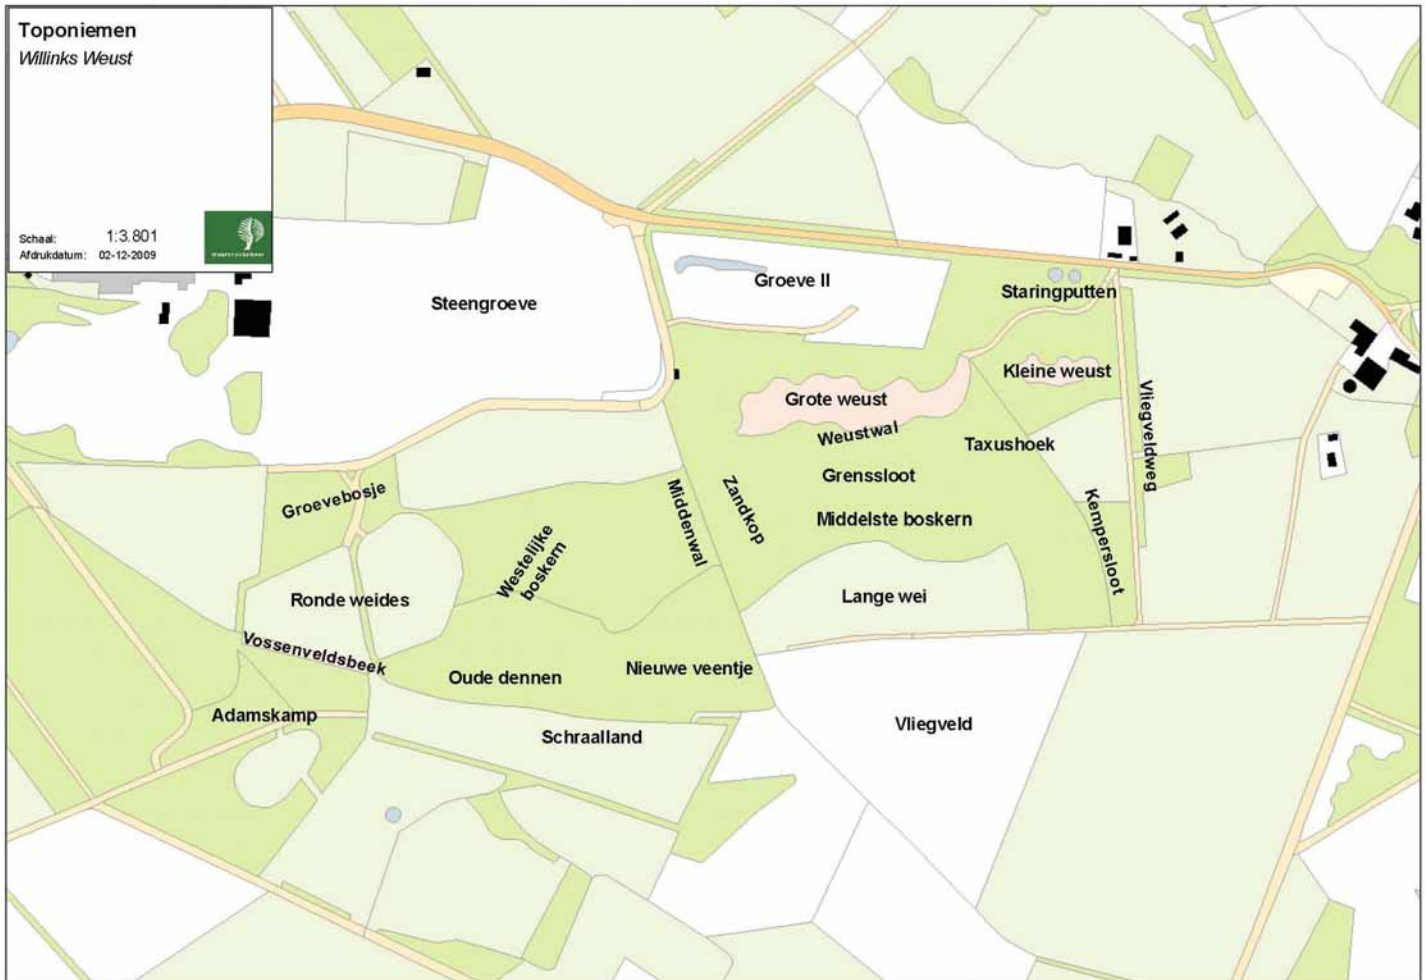 Toponiemen
Willinks Weust
Schaal: 1:3.801
Afdrukdatum: 02-12-2009
Steengroeve
Groeve II
Staringputten
Kleine weust
Grote weust
Weustwal
Taxushoek
Vliegveldweg
Grenssloot
Groevebosje
Middenwal
Zandkop
Middelste boskern
Kempersloot
Westelijke
boskern
Ronde weides
Lange wei
Vossenveldsbeek
Oude dennen
Nieuwe veentje
Adamskamp
Schraalland
Vliegveld